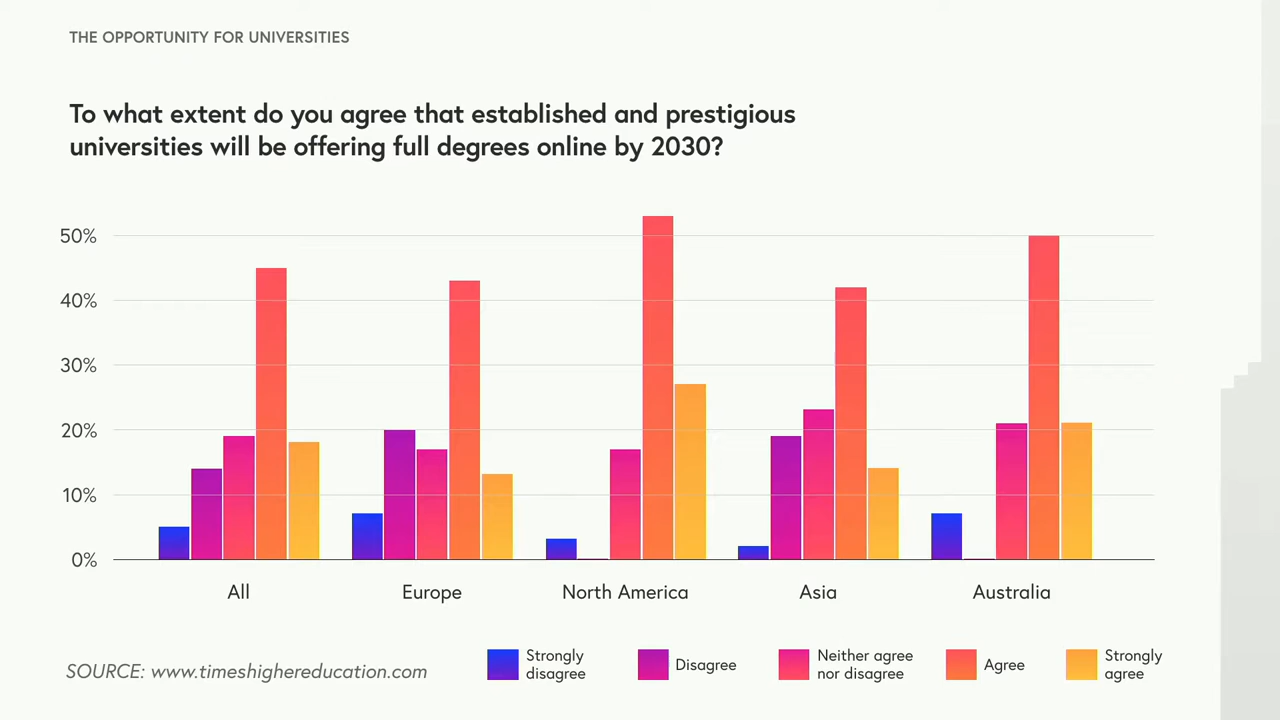 THE OPPORTUNITY FOR UNIVERSITIES
To what extent do you agree that established and prestigious
universities will be offering full degrees online by 2030?
50%
40%
30%
20%
10%
0%
All
Europe
North America
Asia
Australia
SOURCE: www.timeshighereducation.com
Strongly
disagree
Disagree
Neither agree
nor disagree
Agree
Strongly
agree